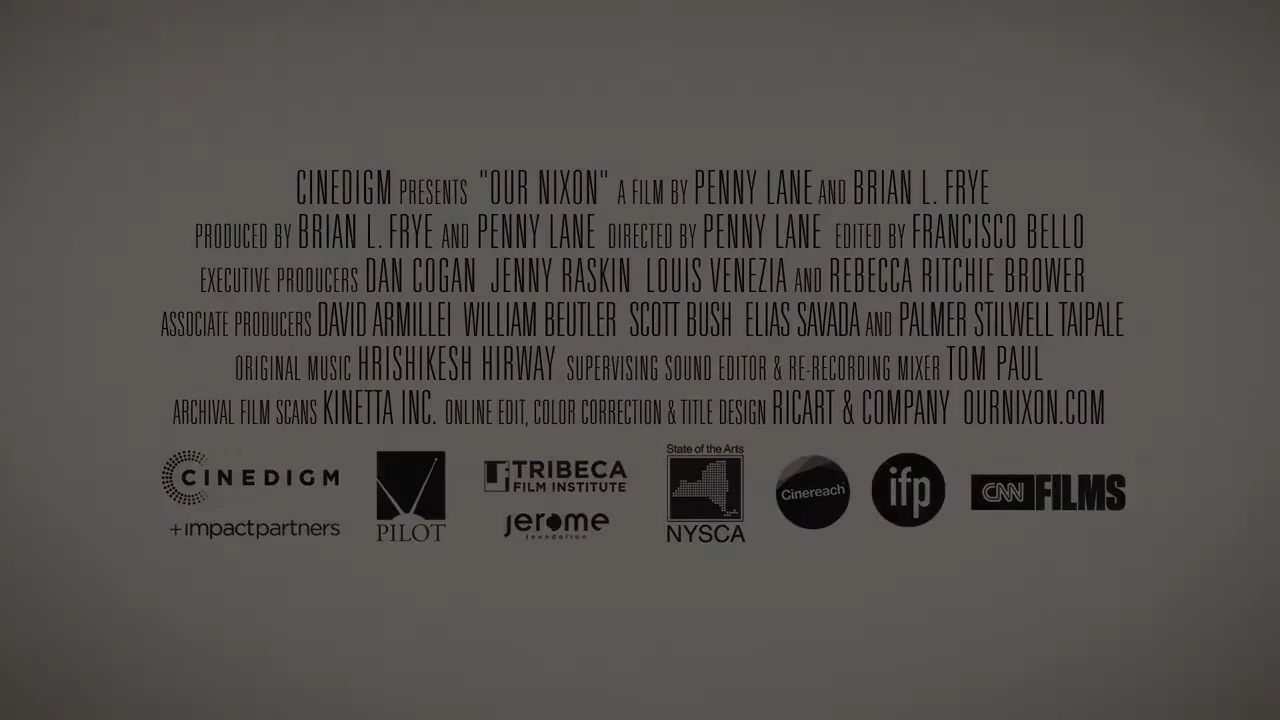 CINEDIGM PRESENTS "OUR NIXON" A FILM BY PENNY LANE AND BRIAN L. FRYE
PRODUCED BY BRIAN L. FRYE AND PENNY LANE DIRECTED BY PENNY LANE EDITED BY FRANCISCO BELLO
EXECUTIVE PRODUCERS DAN COGAN JENNY RASKIN LOUIS VENEZIA AND REBECCA RITCHIE BROWER
ASSOCIATE PRODUCERS DAVID ARMILLEI WILLIAM BEUTLER SCOTT BUSH ELIAS SAVADA AND PALMER STILWELL TAIPALE
ORIGINAL MUSIC HRISHIKESH HIRWAY SUPERVISING SOUND EDITOR & RE-RECORDING MIXER TOM PAUL
ARCHIVAL FILM SCANS KINETTA INC. ONLINE EDIT, COLOR CORRECTION & TITLE DESIGN RICART & COMPANY OURNIXON.COM
CINEDIGM
+impactpartners
PILOT
TRIBECA
FILM INSTITUTE
jerome
foundation
State of the Arts
NYSCA
Cinereach
ifp
CNN FILMS